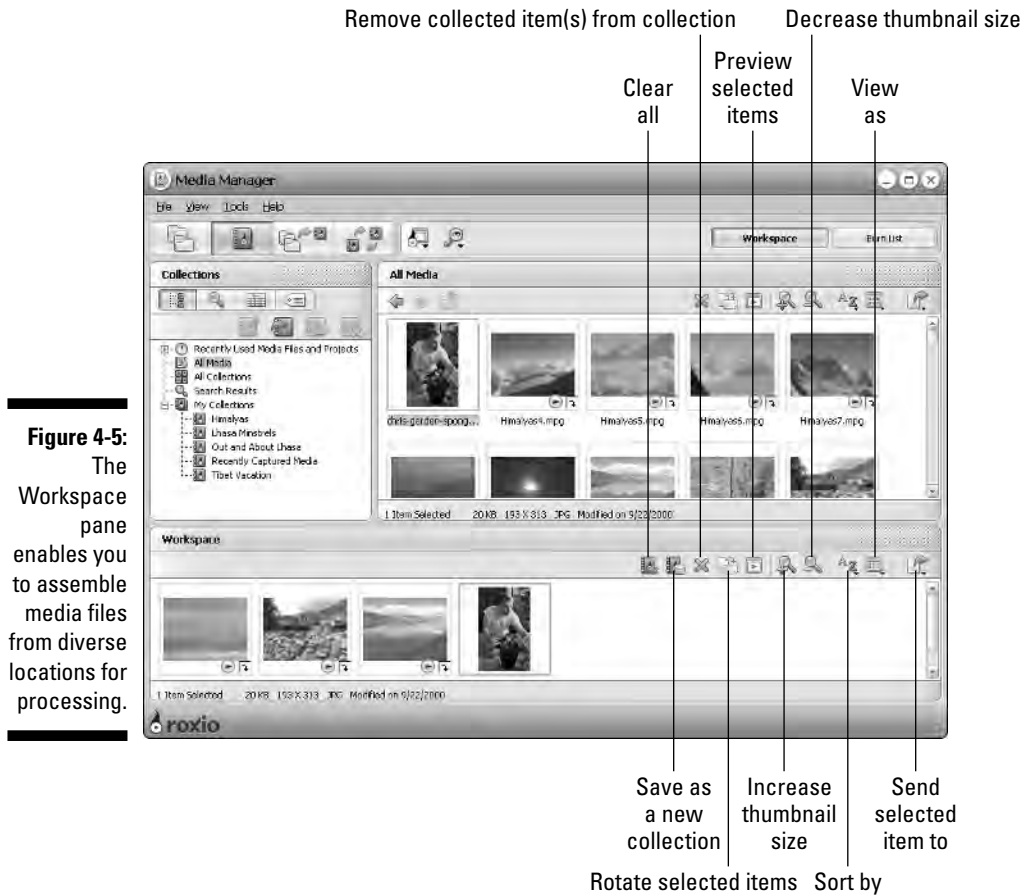 Remove collected item(s) from collection
Decrease thumbnail size
Clear
all
Preview
selected
items
View
as
Media Manager
File View Tools Help
Workspace
Burn List
Collections
All Media
Recently Used Media Files and Projects
All Media
All Collections
Search Results
My Collections
Himalyas
Lhasa Minstrels
Out and About Lhasa
Recently Captured Media
Tibet Vacation
chris-garden-spong...
Himalyas4.mpg
Himalyas5.mpg
Himalyas6.mpg
Himalyas7.mpg
1 Item Selected 20 KB 193 X 313 JPG Modified on 9/22/2000
Workspace
1 Item Selected 20 KB 193 X 313 JPG Modified on 9/22/2000
roxio
Figure 4-5:
The
Workspace
pane
enables you
to assemble
media files
from diverse
locations for
processing.
Save as
a new
collection
Increase
thumbnail
size
Send
selected
item to
Rotate selected items
Sort by